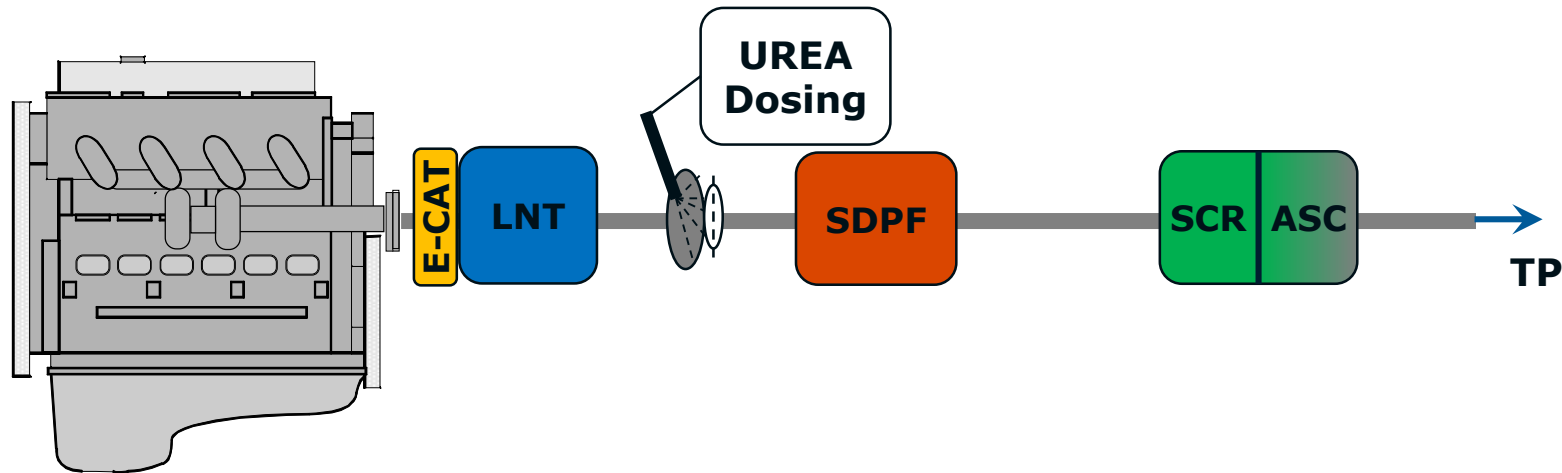 UREA
Dosing
E-CAT
LNT
SDPF
SCR
ASC
TP